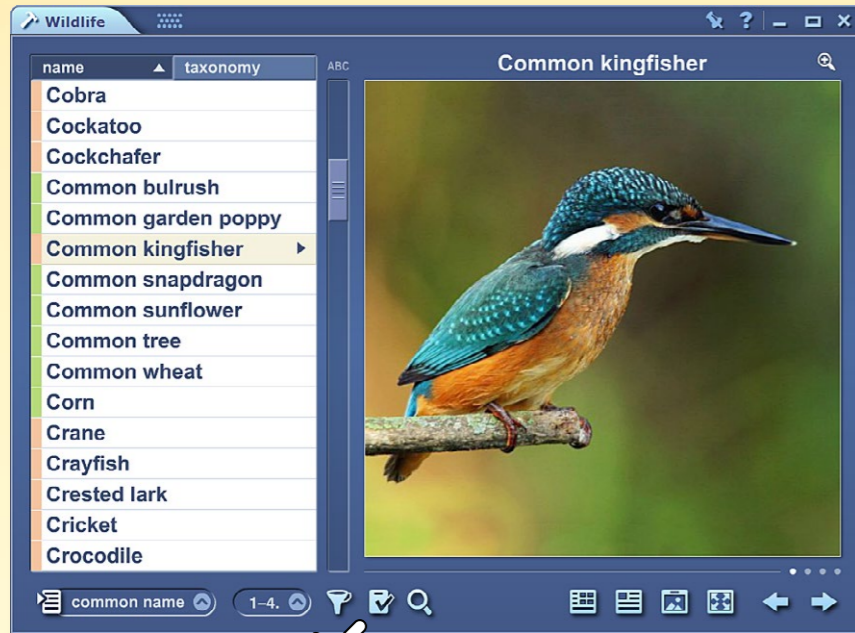 Wildlife
?
name taxonomy ABC
Common kingfisher
Cobra
Cockatoo
Cockchafer
Common bulrush
Common garden poppy
Common kingfisher
Common snapdragon
Common sunflower
Common tree
Common wheat
Corn
Crane
Crayfish
Crested lark
Cricket
Crocodile
common name 1–4.